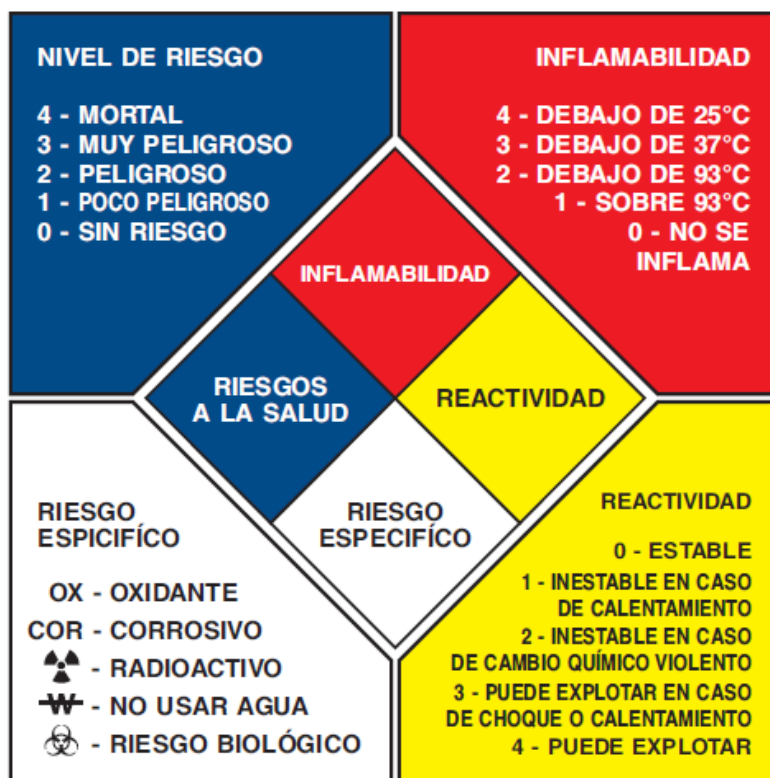 NIVEL DE RIESGO
4 - MORTAL
3 - MUY PELIGROSO
2 - PELIGROSO
1 - POCO PELIGROSO
0 - SIN RIESGO
INFLAMABILIDAD
4 - DEBAJO DE 25°C
3 - DEBAJO DE 37°C
2 - DEBAJO DE 93°C
1 - SOBRE 93°C
0 - NO SE
INFLAMA
INFLAMABILIDAD
RIESGOS
A LA SALUD
REACTIVIDAD
RIESGO
ESPECIFÍCO
RIESGO
ESPICIFÍCO
OX - OXIDANTE
COR - CORROSIVO
- RADIOACTIVO
W - NO USAR AGUA
- RIESGO BIOLÓGICO
REACTIVIDAD
0 - ESTABLE
1 - INESTABLE EN CASO
DE CALENTAMIENTO
2 - INESTABLE EN CASO
DE CAMBIO QUÍMICO VIOLENTO
3 - PUEDE EXPLOTAR EN CASO
DE CHOQUE O CALENTAMIENTO
4 - PUEDE EXPLOTAR